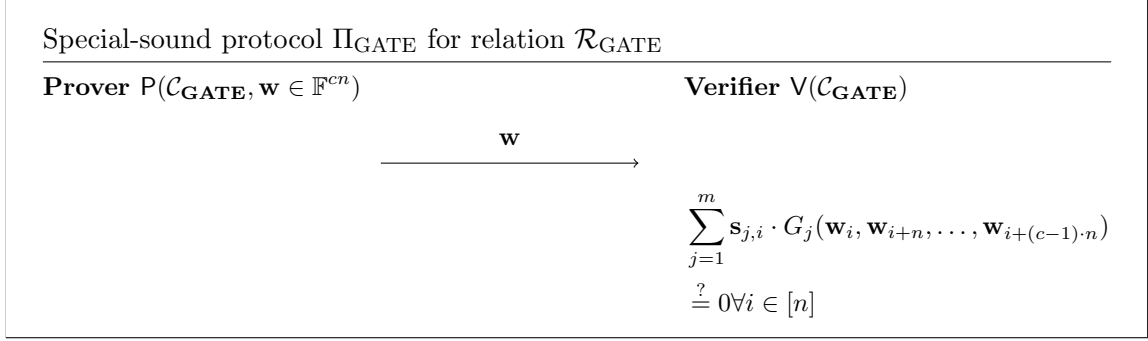 Special-sound protocol Π_GATE for relation 𝓡_GATE
Prover P(𝓒_GATE, w ∈ 𝔽^{cn}) Verifier V(𝓒_GATE)
w
∑_{j=1}^{m} s_{j,i} · G_j(w_i, w_{i+n}, . . . , w_{i+(c−1)·n})
≟ 0∀i ∈ [n]